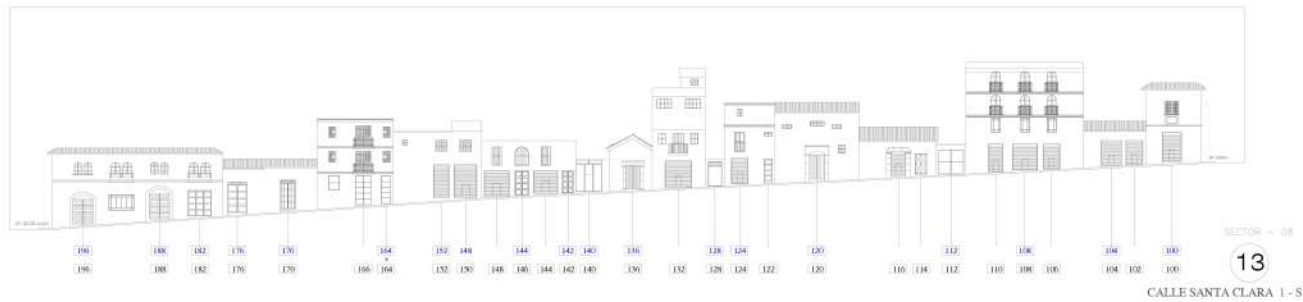 196 188 182 176 170 164 152 148 144 142 140 136 128 124 120 112 108 104 100
196 188 182 176 170 166 164 152 150 148 146 144 142 140 136 132 128 124 122 120 116 114 112 110 108 106 104 102 100
SECTOR - 08
13
CALLE SANTA CLARA 1 - S